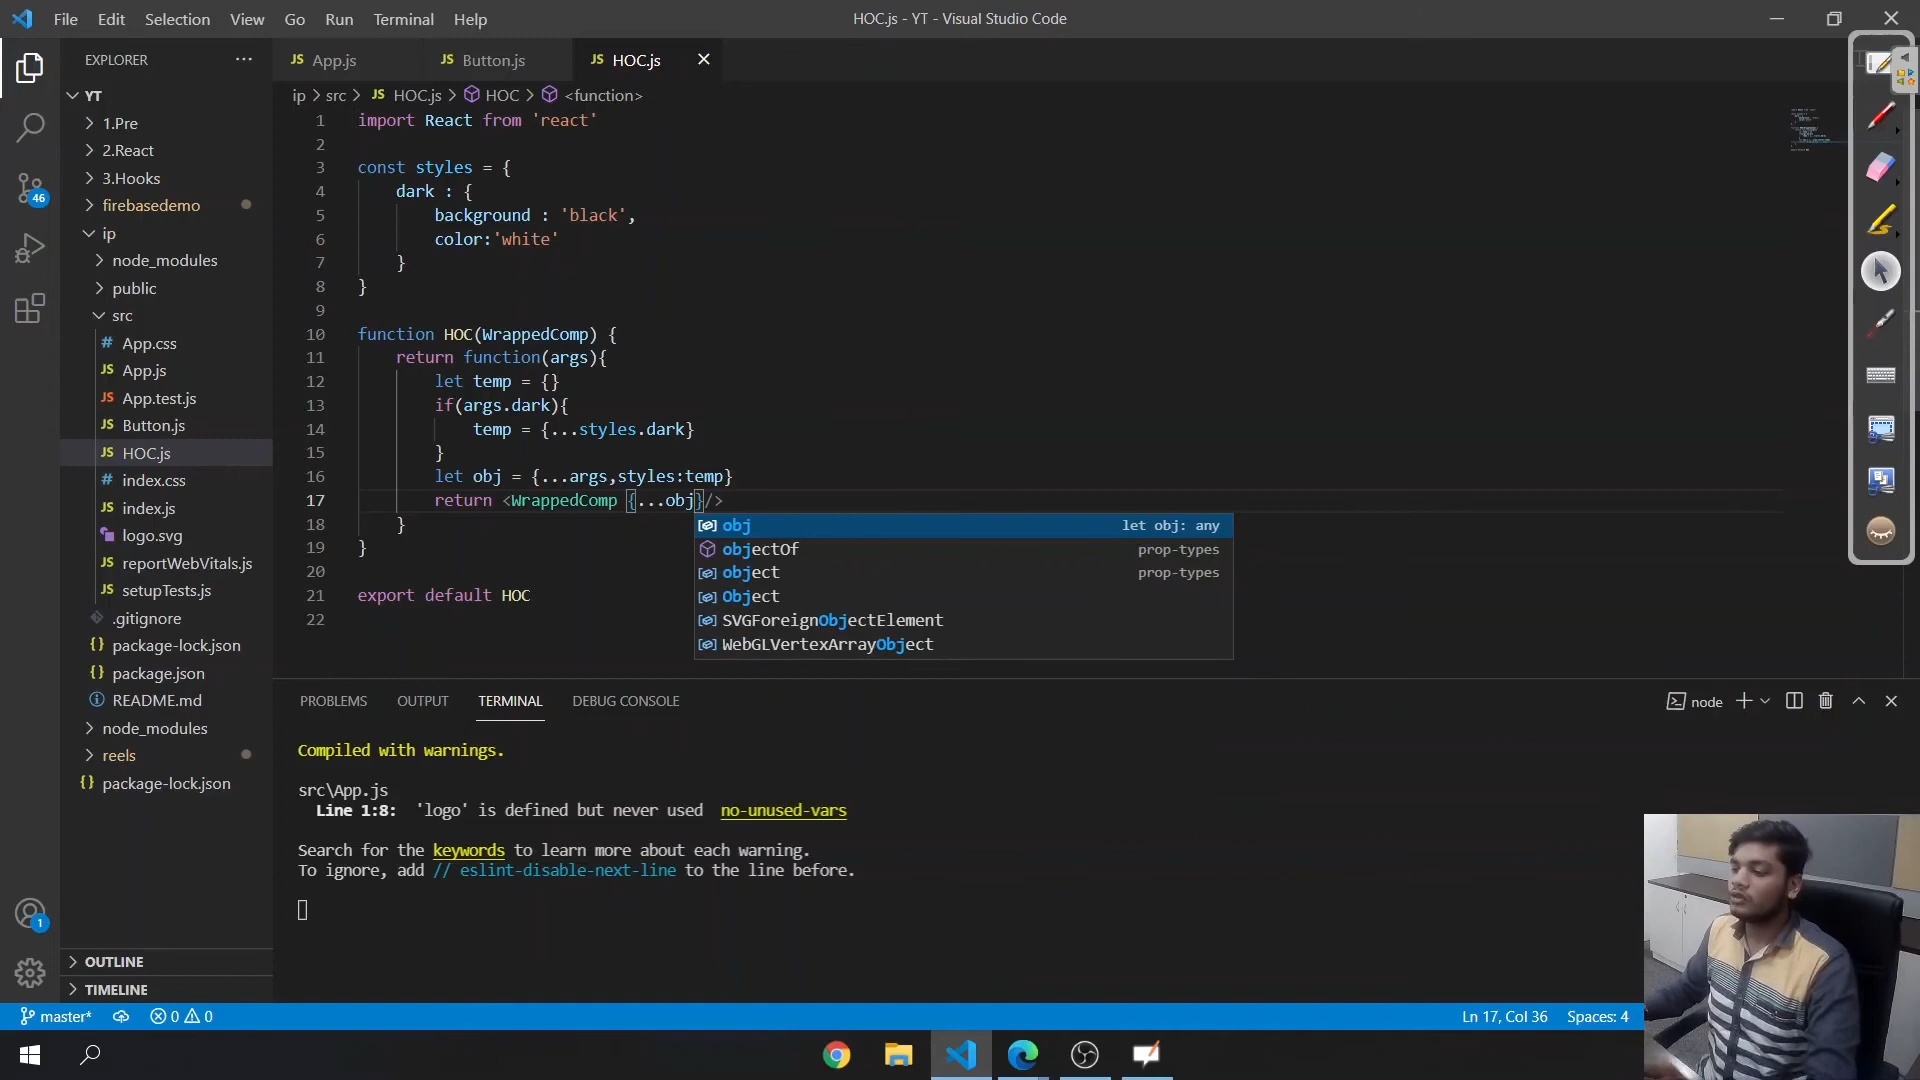 File Edit Selection View Go Run Terminal Help HOC.js - YT - Visual Studio Code
EXPLORER ...
JS App.js JS Button.js JS HOC.js
ip > src > JS HOC.js > HOC > <function>
YT
1.Pre
2.React
3.Hooks
firebasedemo
ip
node_modules
public
src
# App.css
JS App.js
JS App.test.js
JS Button.js
JS HOC.js
# index.css
JS index.js
logo.svg
JS reportWebVitals.js
JS setupTests.js
.gitignore
{} package-lock.json
{} package.json
README.md
node_modules
reels
{} package-lock.json
OUTLINE
TIMELINE
46
1
1 import React from 'react'
2
3 const styles = {
4 dark : {
5 background : 'black',
6 color:'white'
7 }
8 }
9
10 function HOC(WrappedComp) {
11 return function(args){
12 let temp = {}
13 if(args.dark){
14 temp = {...styles.dark}
15 }
16 let obj = {...args,styles:temp}
17 return <WrappedComp {...obj}/>
18 }
19 }
20
21 export default HOC
22
obj let obj: any
objectOf prop-types
object prop-types
Object
SVGForeignObjectElement
WebGLVertexArrayObject
PROBLEMS OUTPUT TERMINAL DEBUG CONSOLE node
Compiled with warnings.
src\App.js
Line 1:8: 'logo' is defined but never used no-unused-vars
Search for the keywords to learn more about each warning.
To ignore, add // eslint-disable-next-line to the line before.
master* 0 0 Ln 17, Col 36 Spaces: 4